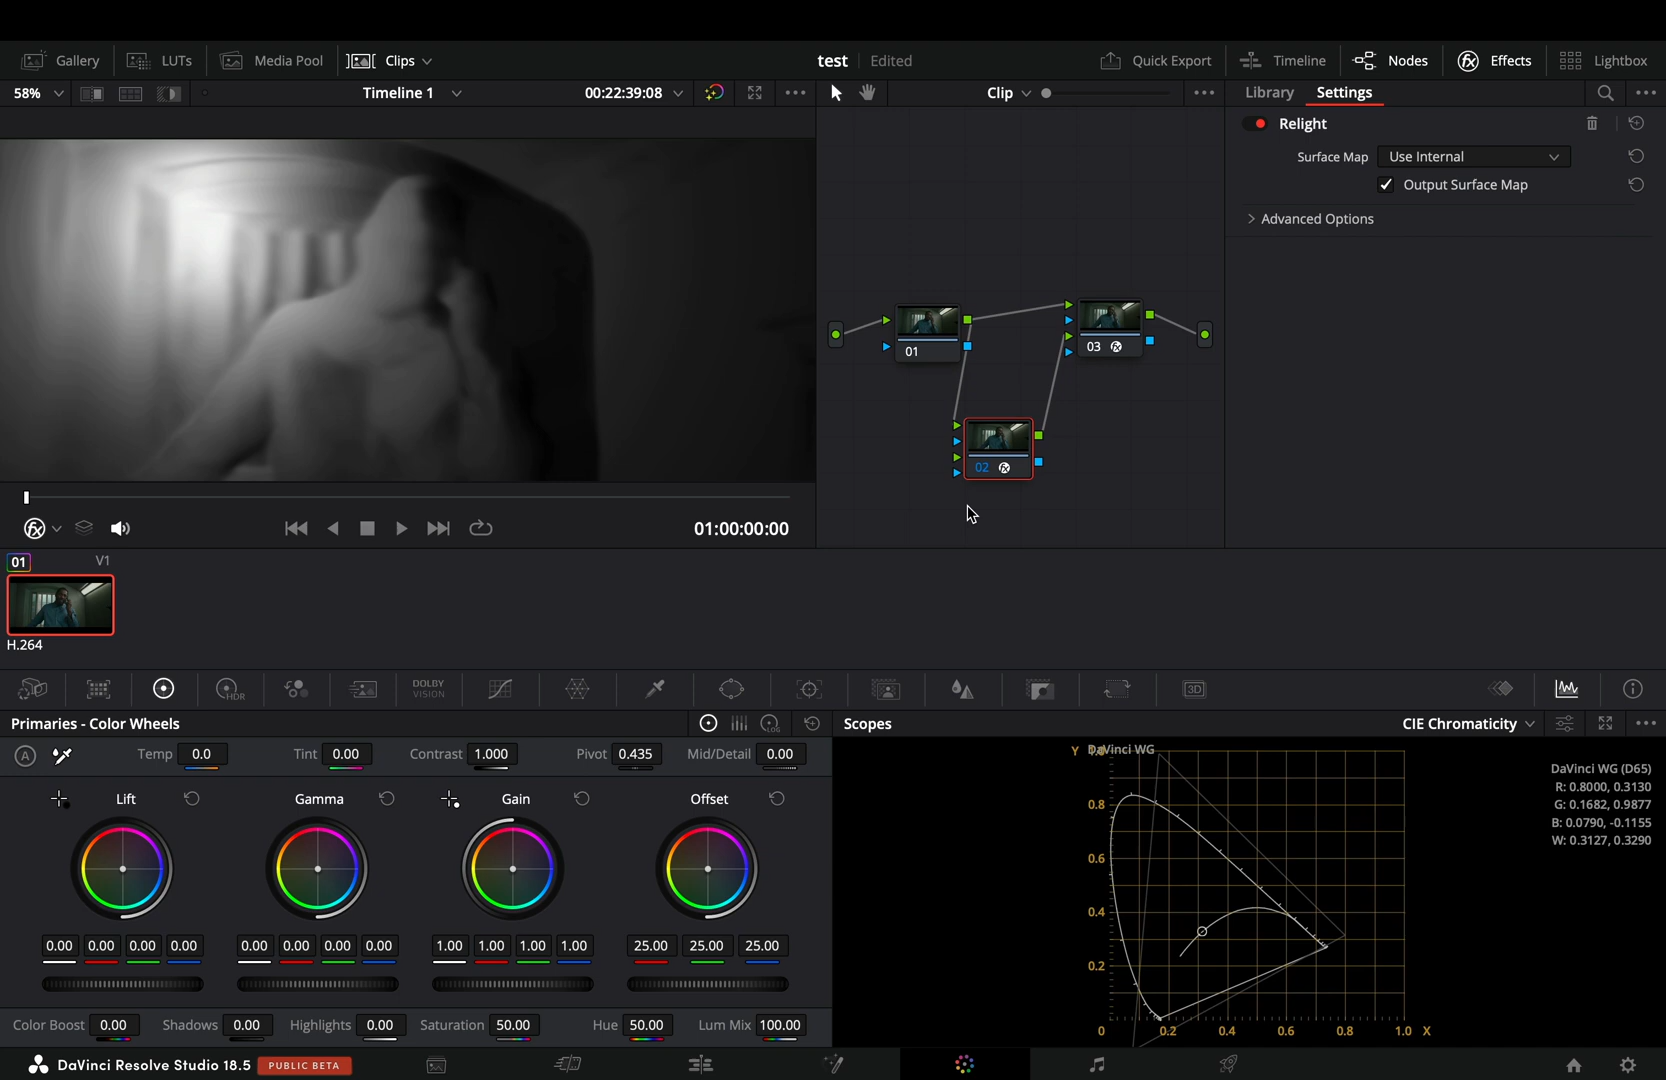 Gallery LUTs Media Pool Clips test Edited Quick Export Timeline Nodes Effects Lightbox
58% Timeline 1 00:22:39:08 Clip Library Settings
Relight
Surface Map Use Internal
Output Surface Map
Advanced Options
01 03
02
01:00:00:00
01 V1
H.264
HDR DOLBY VISION 3D
Primaries - Color Wheels LOG Scopes CIE Chromaticity
A Temp 0.0 Tint 0.00 Contrast 1.000 Pivot 0.435 Mid/Detail 0.00
Y DaVinci WG
DaVinci WG (D65)
R: 0.8000, 0.3130
G: 0.1682, 0.9877
B: 0.0790, -0.1155
W: 0.3127, 0.3290
Lift Gamma Gain Offset
0.8
0.6
0.4
0.2
0 0.2 0.4 0.6 0.8 1.0 X
0.00 0.00 0.00 0.00 0.00 0.00 0.00 0.00 1.00 1.00 1.00 1.00 25.00 25.00 25.00
Color Boost 0.00 Shadows 0.00 Highlights 0.00 Saturation 50.00 Hue 50.00 Lum Mix 100.00
DaVinci Resolve Studio 18.5 PUBLIC BETA